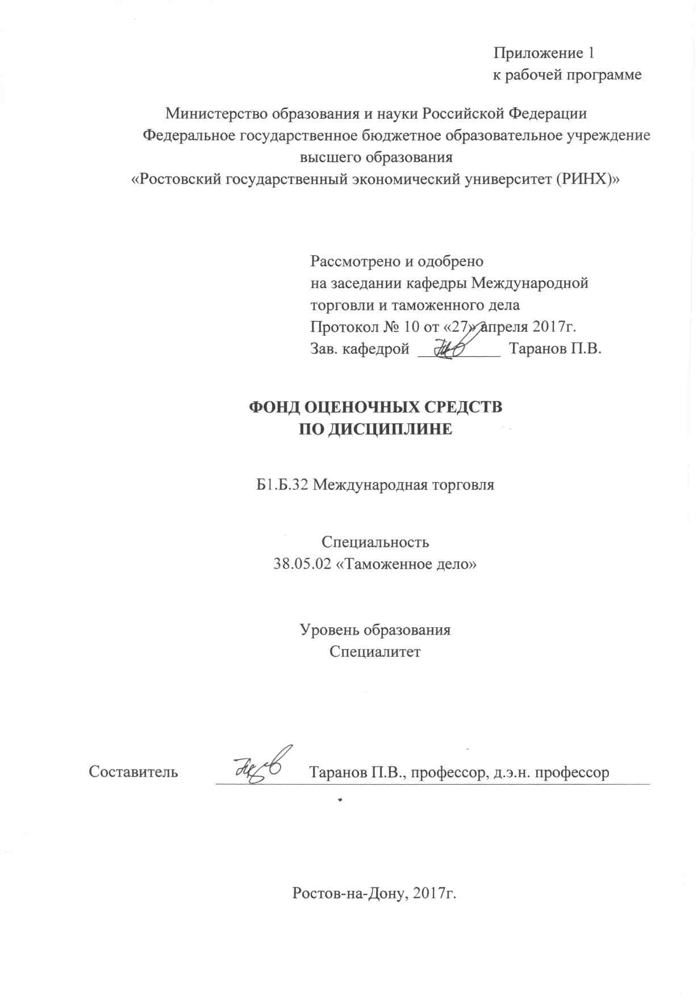 Приложение 1
к рабочей программе
Министерство образования и науки Российской Федерации
Федеральное государственное бюджетное образовательное учреждение
высшего образования
«Ростовский государственный экономический университет (РИНХ)»
Рассмотрено и одобрено
на заседании кафедры Международной
торговли и таможенного дела
Протокол № 10 от «27» апреля 2017г.
Зав. кафедрой Таранов П.В.
ФОНД ОЦЕНОЧНЫХ СРЕДСТВ
ПО ДИСЦИПЛИНЕ
Б1.Б.32 Международная торговля
Специальность
38.05.02 «Таможенное дело»
Уровень образования
Специалитет
Составитель Таранов П.В., профессор, д.э.н. профессор
Ростов-на-Дону, 2017г.